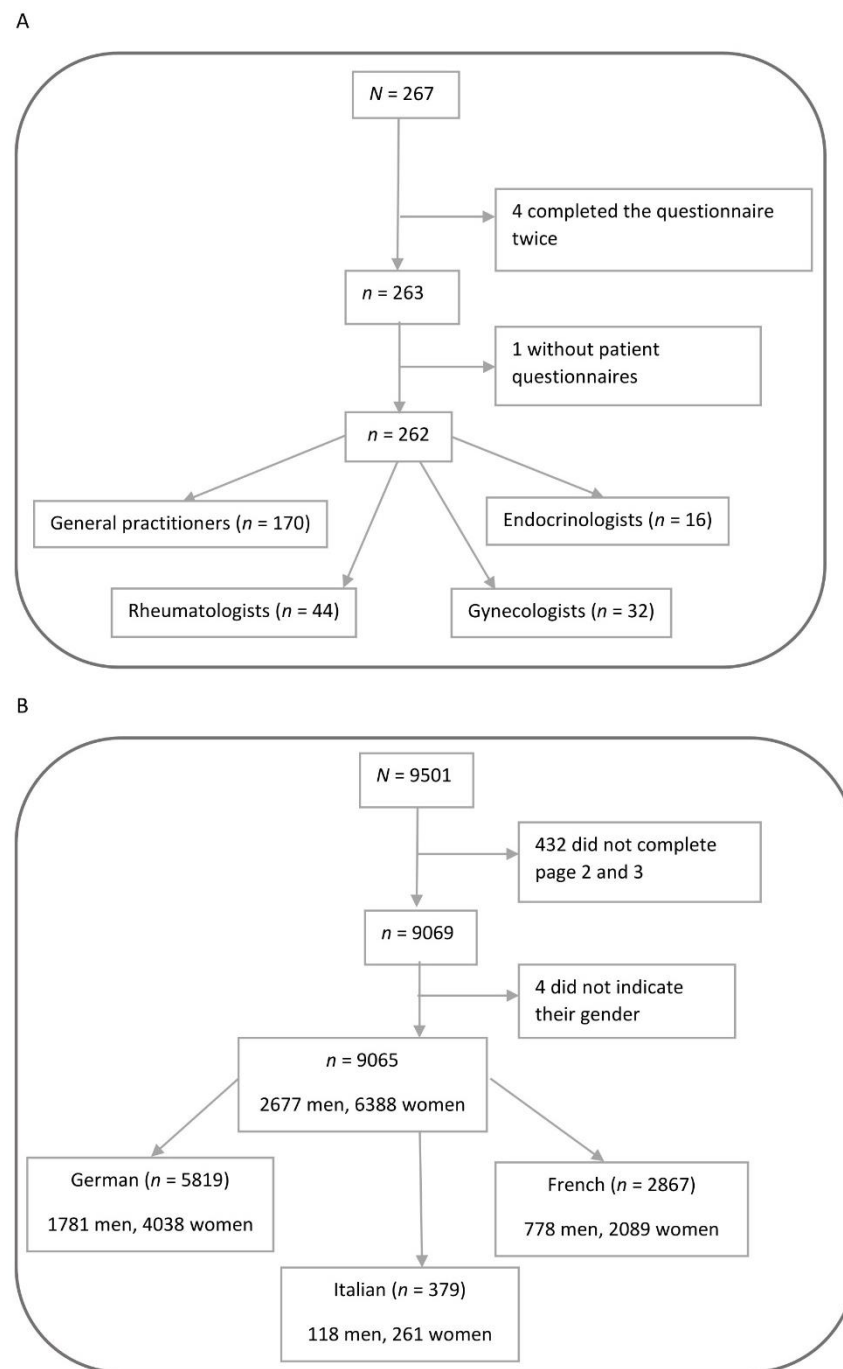 A
N = 267
4 completed the questionnaire
twice
n = 263
1 without patient
questionnaires
n = 262
General practitioners (n = 170)
Endocrinologists (n = 16)
Rheumatologists (n = 44)
Gynecologists (n = 32)
B
N = 9501
432 did not complete
page 2 and 3
n = 9069
4 did not indicate
their gender
n = 9065
2677 men, 6388 women
German (n = 5819)
1781 men, 4038 women
French (n = 2867)
778 men, 2089 women
Italian (n = 379)
118 men, 261 women